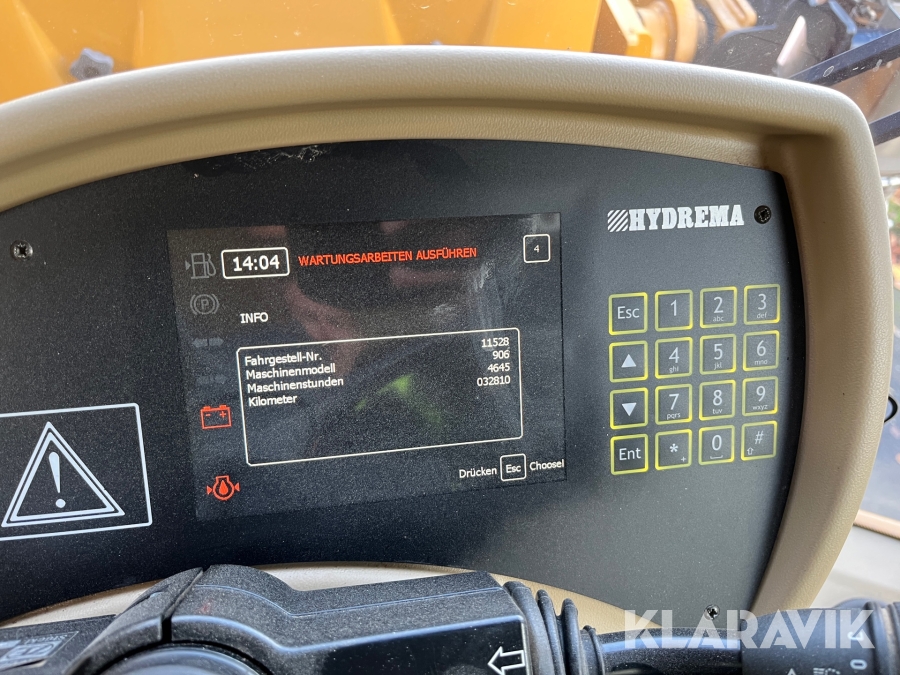 HYDREMA
14:04 WARTUNGSARBEITEN AUSFÜHREN 4
INFO
Fahrgestell-Nr. 11528
Maschinenmodell 906
Maschinenstunden 4645
Kilometer 032810
Drücken Esc Choosel
Esc 1 2 abc 3 def
4 ghi 5 jkl 6 mno
7 pqrs 8 tuv 9 wxyz
Ent * + 0 #
P
KLARAVIK
0